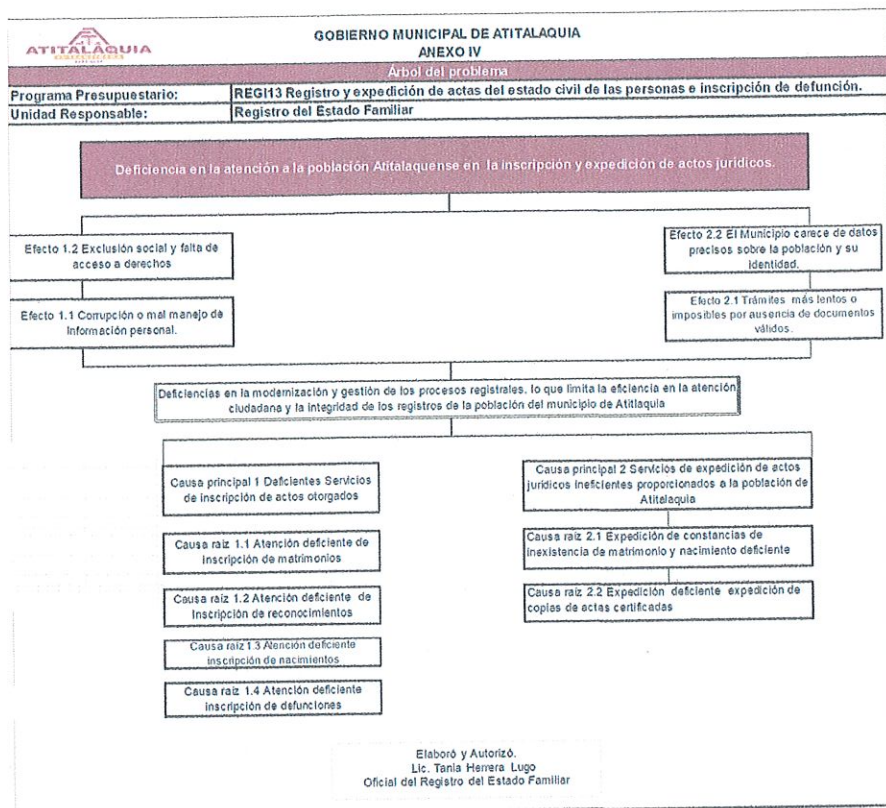 GOBIERNO MUNICIPAL DE ATITALAQUIA
ANEXO IV
ATITALAQUIA
Árbol del problema
Programa Presupuestario: REGI13 Registro y expedición de actas del estado civil de las personas e inscripción de defunción.
Unidad Responsable: Registro del Estado Familiar
Deficiencia en la atención a la población Atitalaquense en la inscripción y expedición de actos jurídicos.
Efecto 1.2 Exclusión social y falta de
acceso a derechos
Efecto 2.2 El Municipio carece de datos
precisos sobre la población y su
identidad.
Efecto 1.1 Corrupción o mal manejo de
información personal.
Efecto 2.1 Trámites más lentos o
imposibles por ausencia de documentos
válidos.
Deficiencias en la modernización y gestión de los procesos registrales, lo que limita la eficiencia en la atención
ciudadana y la integridad de los registros de la población del municipio de Atitlaquia
Causa principal 1 Deficientes Servicios
de inscripción de actos otorgados
Causa principal 2 Servicios de expedición de actos
jurídicos ineficientes proporcionados a la población de
Atitalaquia
Causa raíz 1.1 Atención deficiente de
inscripción de matrimonios
Causa raíz 2.1 Expedición de constancias de
inexistencia de matrimonio y nacimiento deficiente
Causa raíz 1.2 Atención deficiente de
Inscripción de reconocimientos
Causa raíz 2.2 Expedición deficiente expedición de
copias de actas certificadas
Causa raíz 1.3 Atención deficiente
inscripción de nacimientos
Causa raíz 1.4 Atención deficiente
inscripción de defunciones
Elaboró y Autorizó.
Lic. Tania Herrera Lugo
Oficial del Registro del Estado Familiar